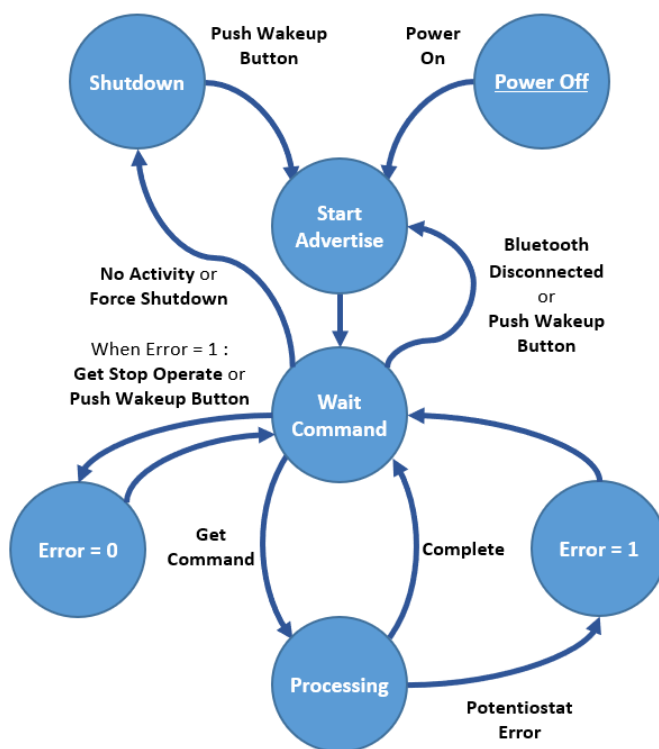 Push Wakeup
Button
Power
On
Shutdown
Power Off
Start
Advertise
No Activity or
Force Shutdown
Bluetooth
Disconnected
or
Push Wakeup
Button
When Error = 1 :
Get Stop Operate or
Push Wakeup Button
Wait
Command
Error = 0
Get
Command
Complete
Error = 1
Processing
Potentiostat
Error